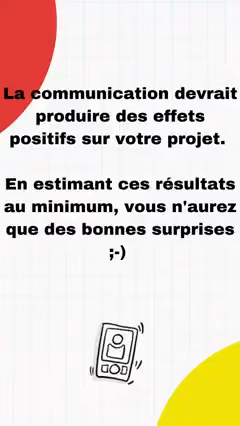 La communication devrait
produire des effets
positifs sur votre projet.
En estimant ces résultats
au minimum, vous n'aurez
que des bonnes surprises
;-)